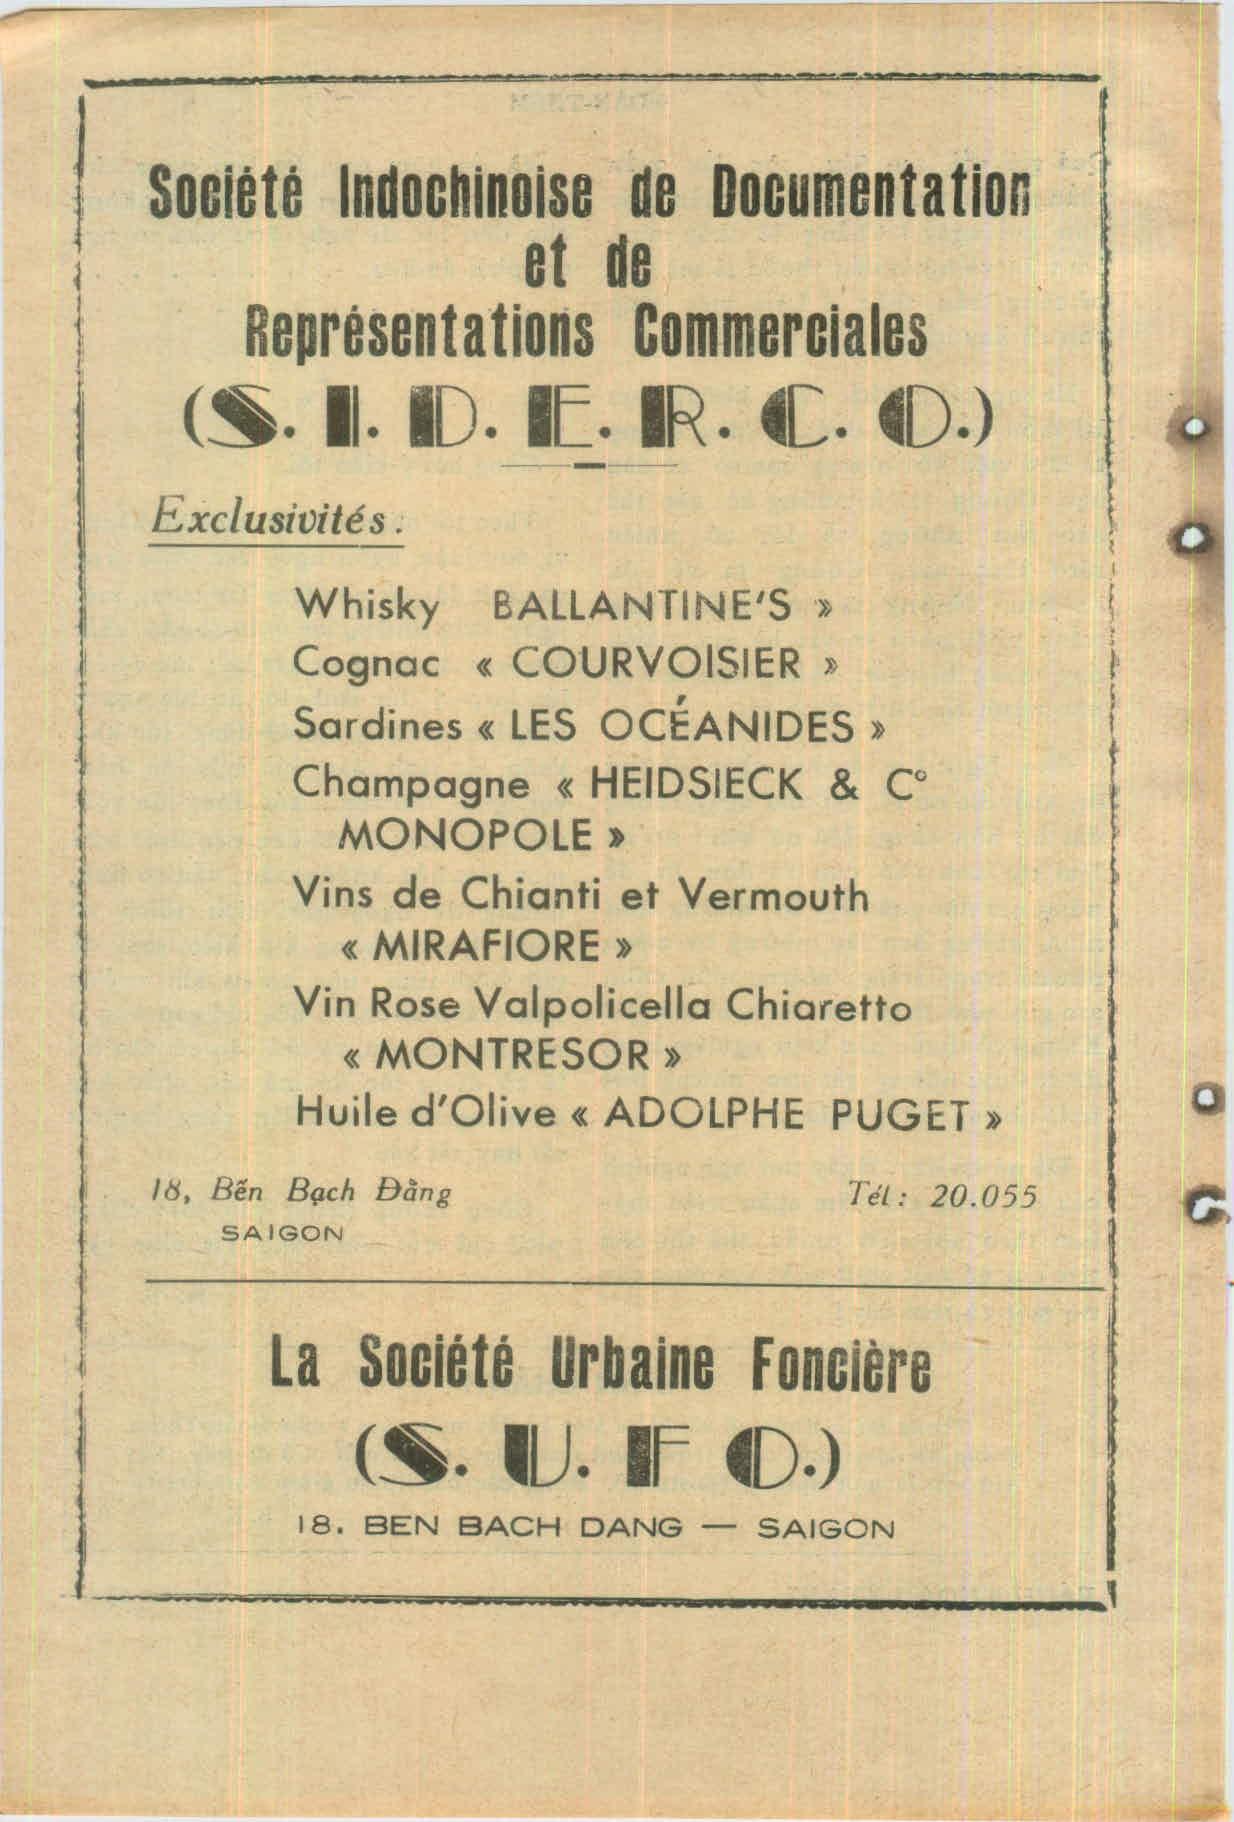 Société Indochinoise de Documentation
et de
Représentations Commerciales
(S. I. D. E. R. C. O.)
Exclusivités :
Whisky BALLANTINE'S »
Cognac « COURVOISIER »
Sardines « LES OCÉANIDES »
Champagne « HEIDSIECK & C°
MONOPOLE »
Vins de Chianti et Vermouth
« MIRAFIORE »
Vin Rose Valpolicella Chiaretto
« MONTRESOR »
Huile d'Olive « ADOLPHE PUGET »
18, Bến Bạch Đằng Tél : 20.055
SAIGON
La Société Urbaine Foncière
(S. U. F O.)
18. BEN BACH DANG — SAIGON